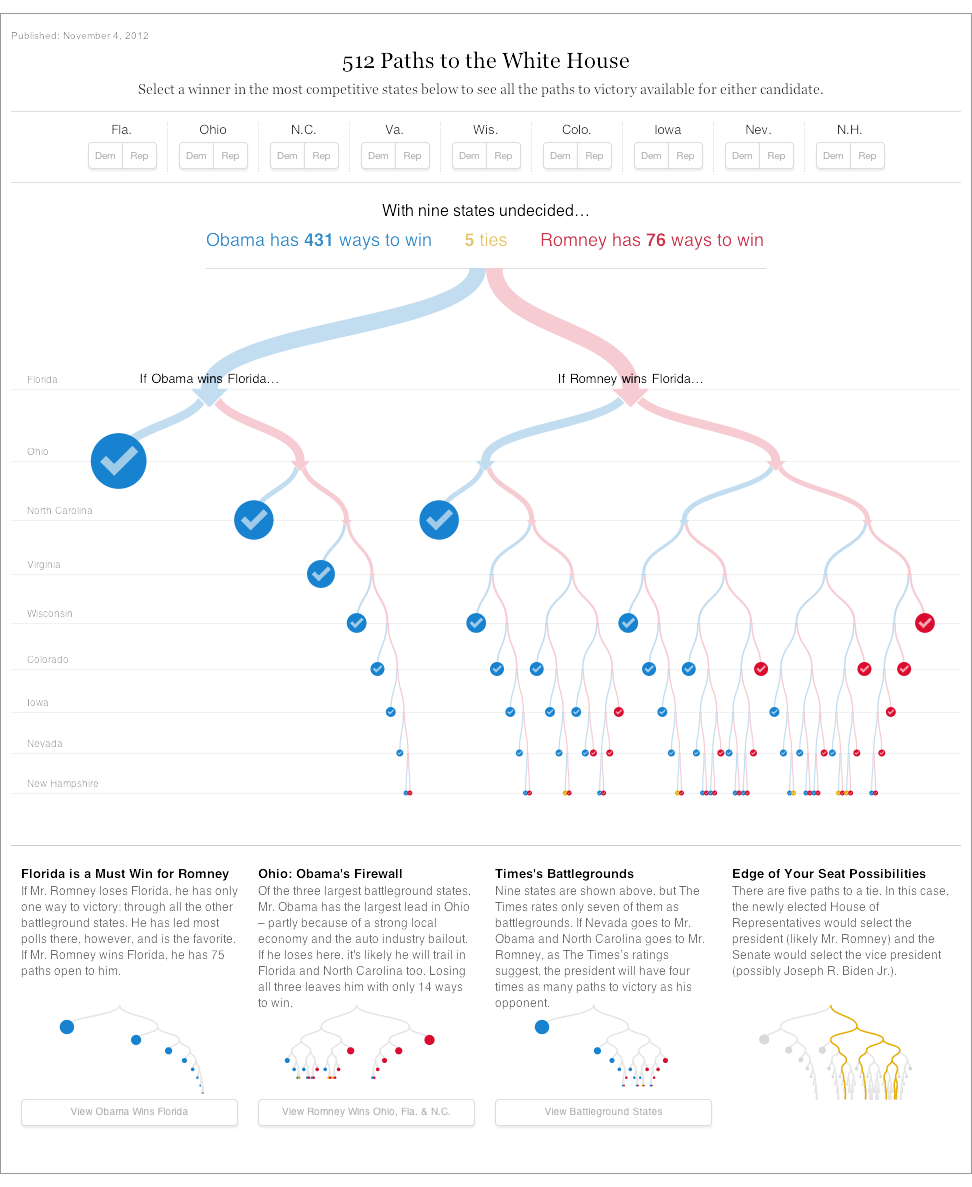 Published: November 4, 2012
512 Paths to the White House
Select a winner in the most competitive states below to see all the paths to victory available for either candidate.
Fla. Ohio N.C. Va. Wis. Colo. Iowa Nev. N.H.
Dem Rep Dem Rep Dem Rep Dem Rep Dem Rep Dem Rep Dem Rep Dem Rep Dem Rep
With nine states undecided...
Obama has 431 ways to win 5 ties Romney has 76 ways to win
Florida If Obama wins Florida... If Romney wins Florida...
Ohio
North Carolina
Virginia
Wisconsin
Colorado
Iowa
Nevada
New Hampshire
Florida is a Must Win for Romney
If Mr. Romney loses Florida, he has only
one way to victory: through all the other
battleground states. He has led most
polls there, however, and is the favorite.
If Mr. Romney wins Florida, he has 75
paths open to him.
View Obama Wins Florida
Ohio: Obama's Firewall
Of the three largest battleground states,
Mr. Obama has the largest lead in Ohio
– partly because of a strong local
economy and the auto industry bailout.
If he loses here, it's likely he will trail in
Florida and North Carolina too. Losing
all three leaves him with only 14 ways
to win.
View Romney Wins Ohio, Fla. & N.C.
Times's Battlegrounds
Nine states are shown above, but The
Times rates only seven of them as
battlegrounds. If Nevada goes to Mr.
Obama and North Carolina goes to Mr.
Romney, as The Times's ratings
suggest, the president will have four
times as many paths to victory as his
opponent.
View Battleground States
Edge of Your Seat Possibilities
There are five paths to a tie. In this case,
the newly elected House of
Representatives would select the
president (likely Mr. Romney) and the
Senate would select the vice president
(possibly Joseph R. Biden Jr.).